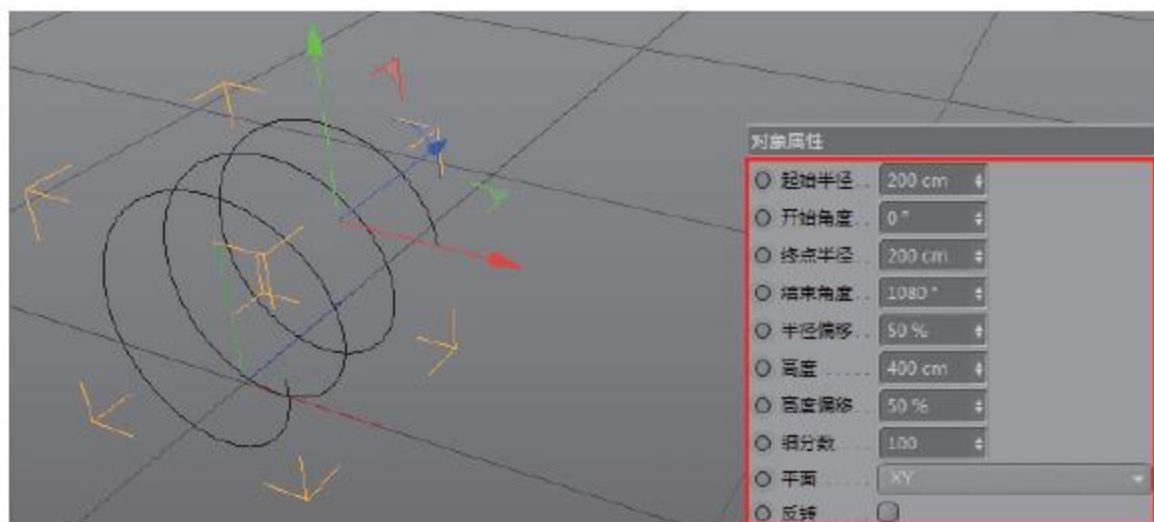 对象属性
起始半径 . . 200 cm
开始角度 . . 0 °
终点半径 . . 200 cm
结束角度 . . 1080 °
半径偏移 . . 50 %
高度 . . . . . 400 cm
高度偏移 . . 50 %
细分数 . . . . 100
平面 . . . . . XY
反转 . . . . .